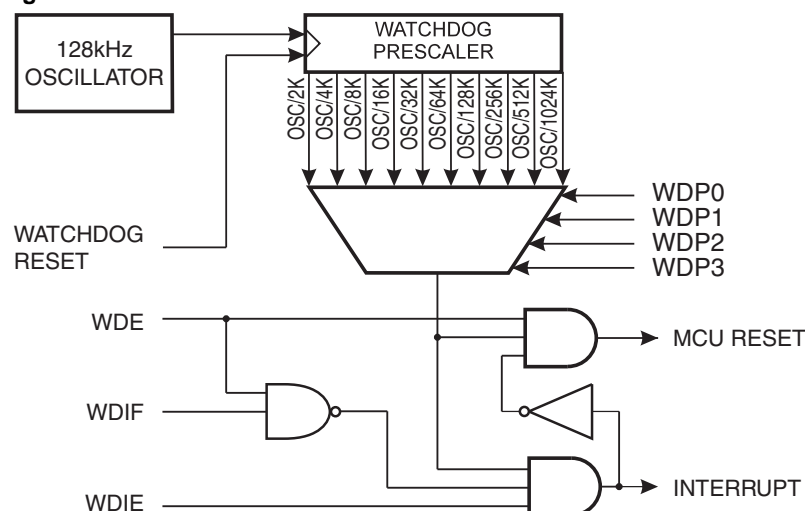 128kHz
OSCILLATOR
WATCHDOG
PRESCALER
OSC/2K
OSC/4K
OSC/8K
OSC/16K
OSC/32K
OSC/64K
OSC/128K
OSC/256K
OSC/512K
OSC/1024K
WDP0
WDP1
WDP2
WDP3
WATCHDOG
RESET
WDE
MCU RESET
WDIF
INTERRUPT
WDIE